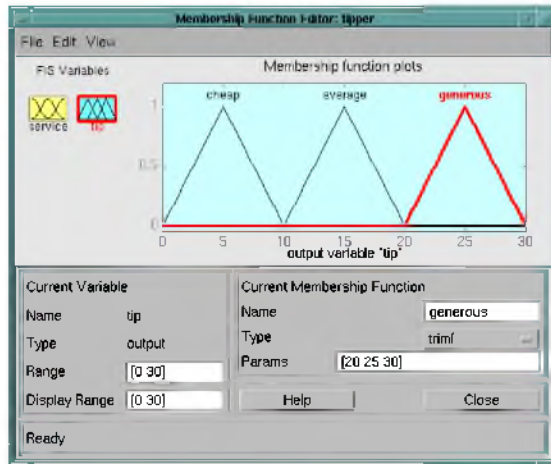 Membership Function Editor: tipper
File Edit View
FIS Variables
Membership function plots
service
tip
cheap
average
generous
1
0.5
0
0 5 10 15 20 25 30
output variable "tip"
Current Variable
Name tip
Type output
Range [0 30]
Display Range [0 30]
Current Membership Function
Name generous
Type trimf
Params [20 25 30]
Help Close
Ready